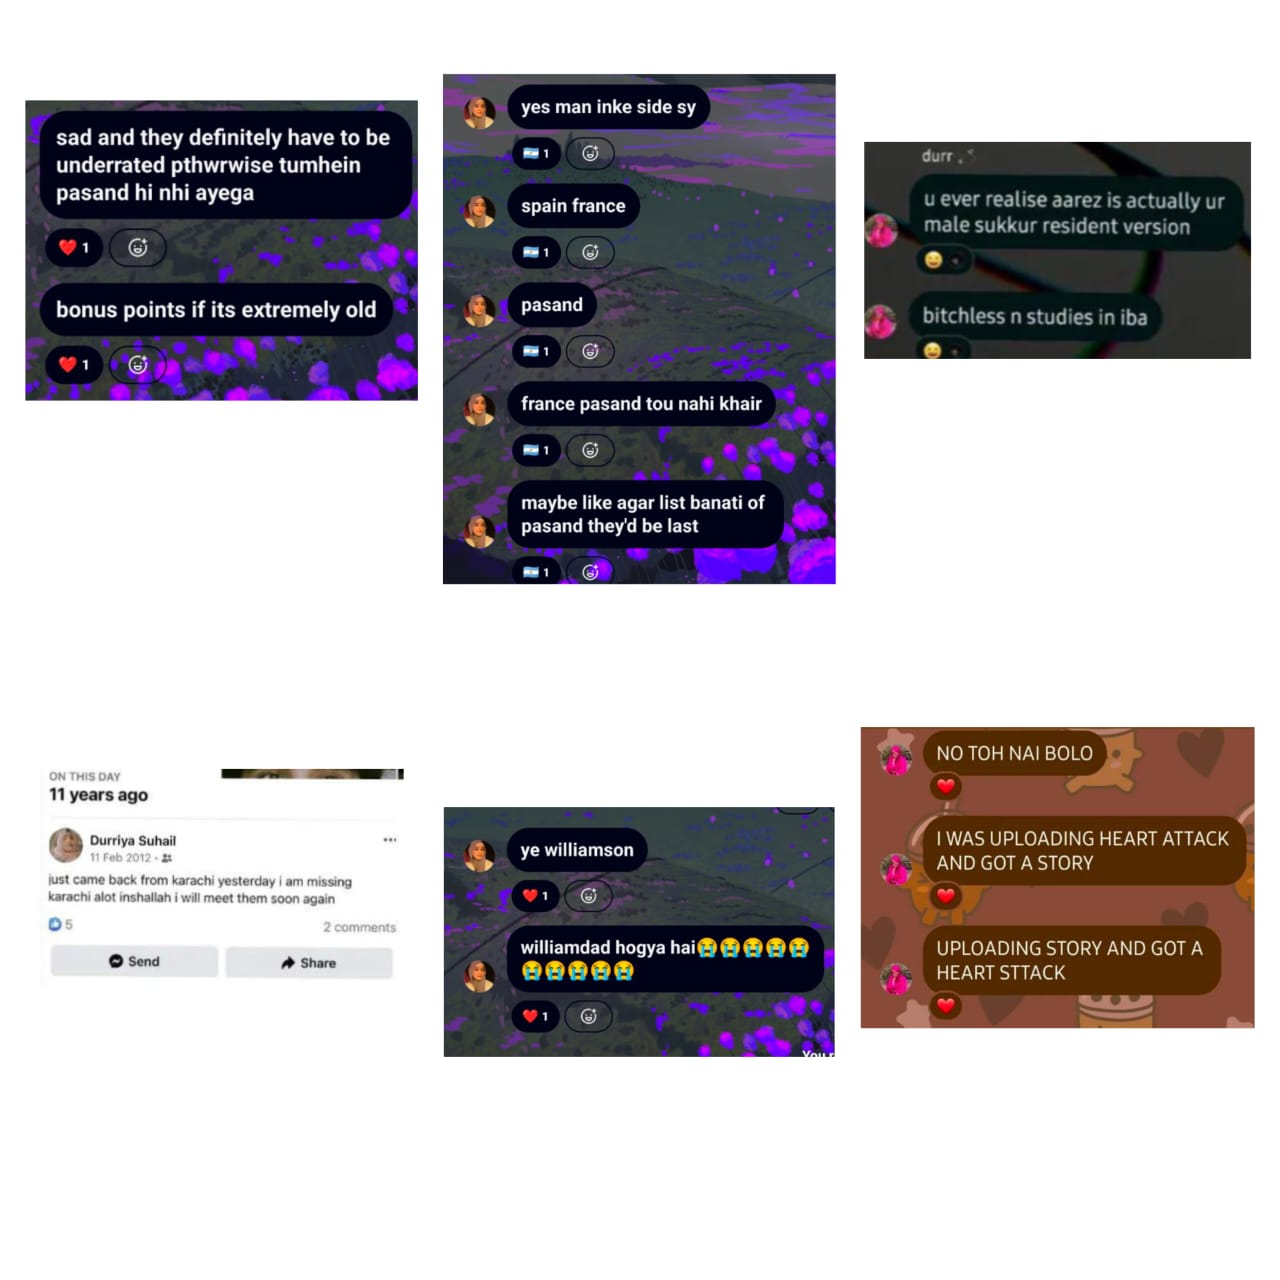 sad and they definitely have to be
underrated pthwrwise tumhein
pasand hi nhi ayega
1
bonus points if its extremely old
1
yes man inke side sy
1
spain france
1
pasand
1
france pasand tou nahi khair
1
maybe like agar list banati of
pasand they'd be last
1
durr
u ever realise aarez is actually ur
male sukkur resident version
bitchless n studies in iba
ON THIS DAY
11 years ago
Durriya Suhail
11 Feb 2012
just came back from karachi yesterday i am missing
karachi alot inshallah i will meet them soon again
5
2 comments
Send
Share
ye williamson
1
williamdad hogya hai😭😭😭😭😭
😭😭😭😭😭
1
You r
NO TOH NAI BOLO
I WAS UPLOADING HEART ATTACK
AND GOT A STORY
UPLOADING STORY AND GOT A
HEART STTACK